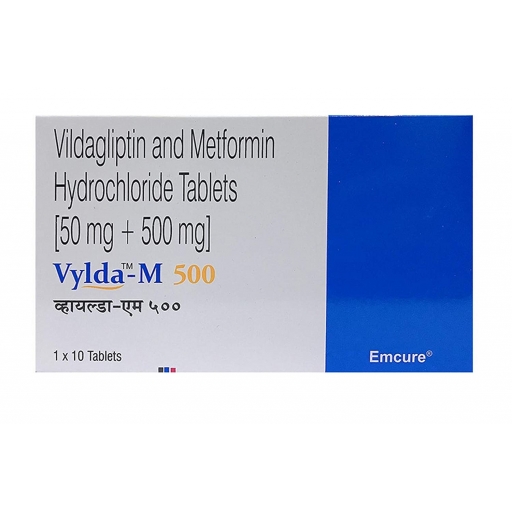 Vildagliptin and Metformin
Hydrochloride Tablets
[50 mg + 500 mg]
Vylda™-M 500
व्हायल्डा-एम ५००
1 x 10 Tablets
Emcure®